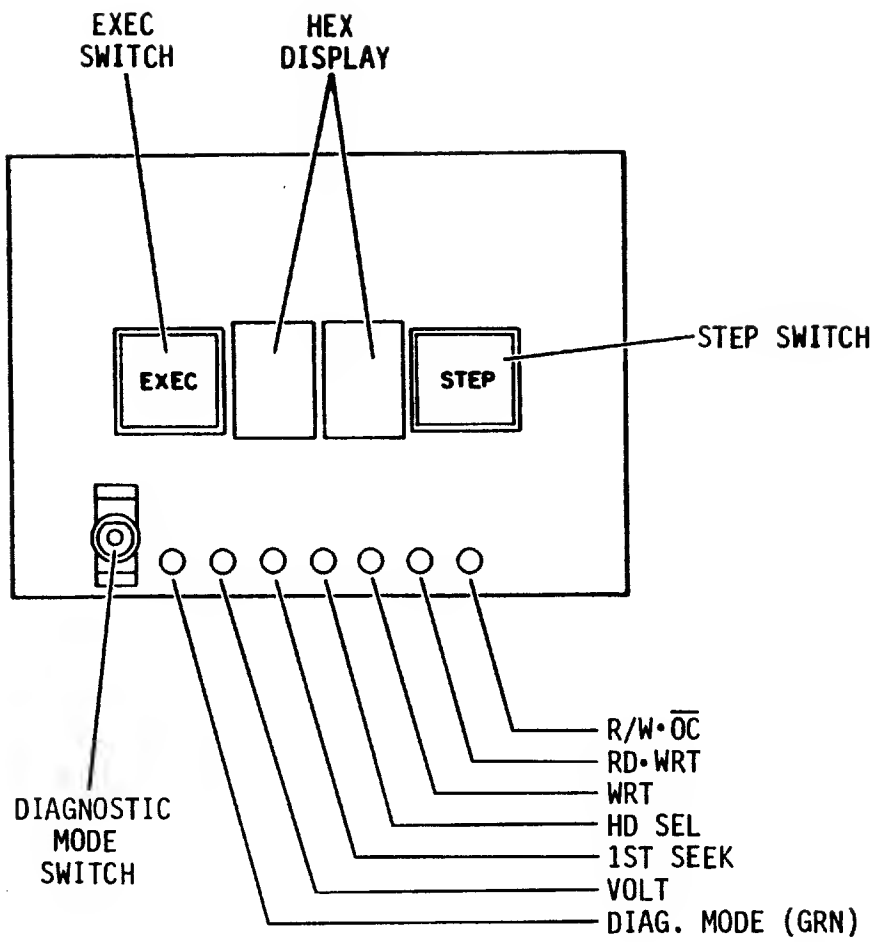 EXEC
SWITCH
HEX
DISPLAY
STEP SWITCH
EXEC
STEP
DIAGNOSTIC
MODE
SWITCH
R/W•O̅C̅
RD•WRT
WRT
HD SEL
1ST SEEK
VOLT
DIAG. MODE (GRN)